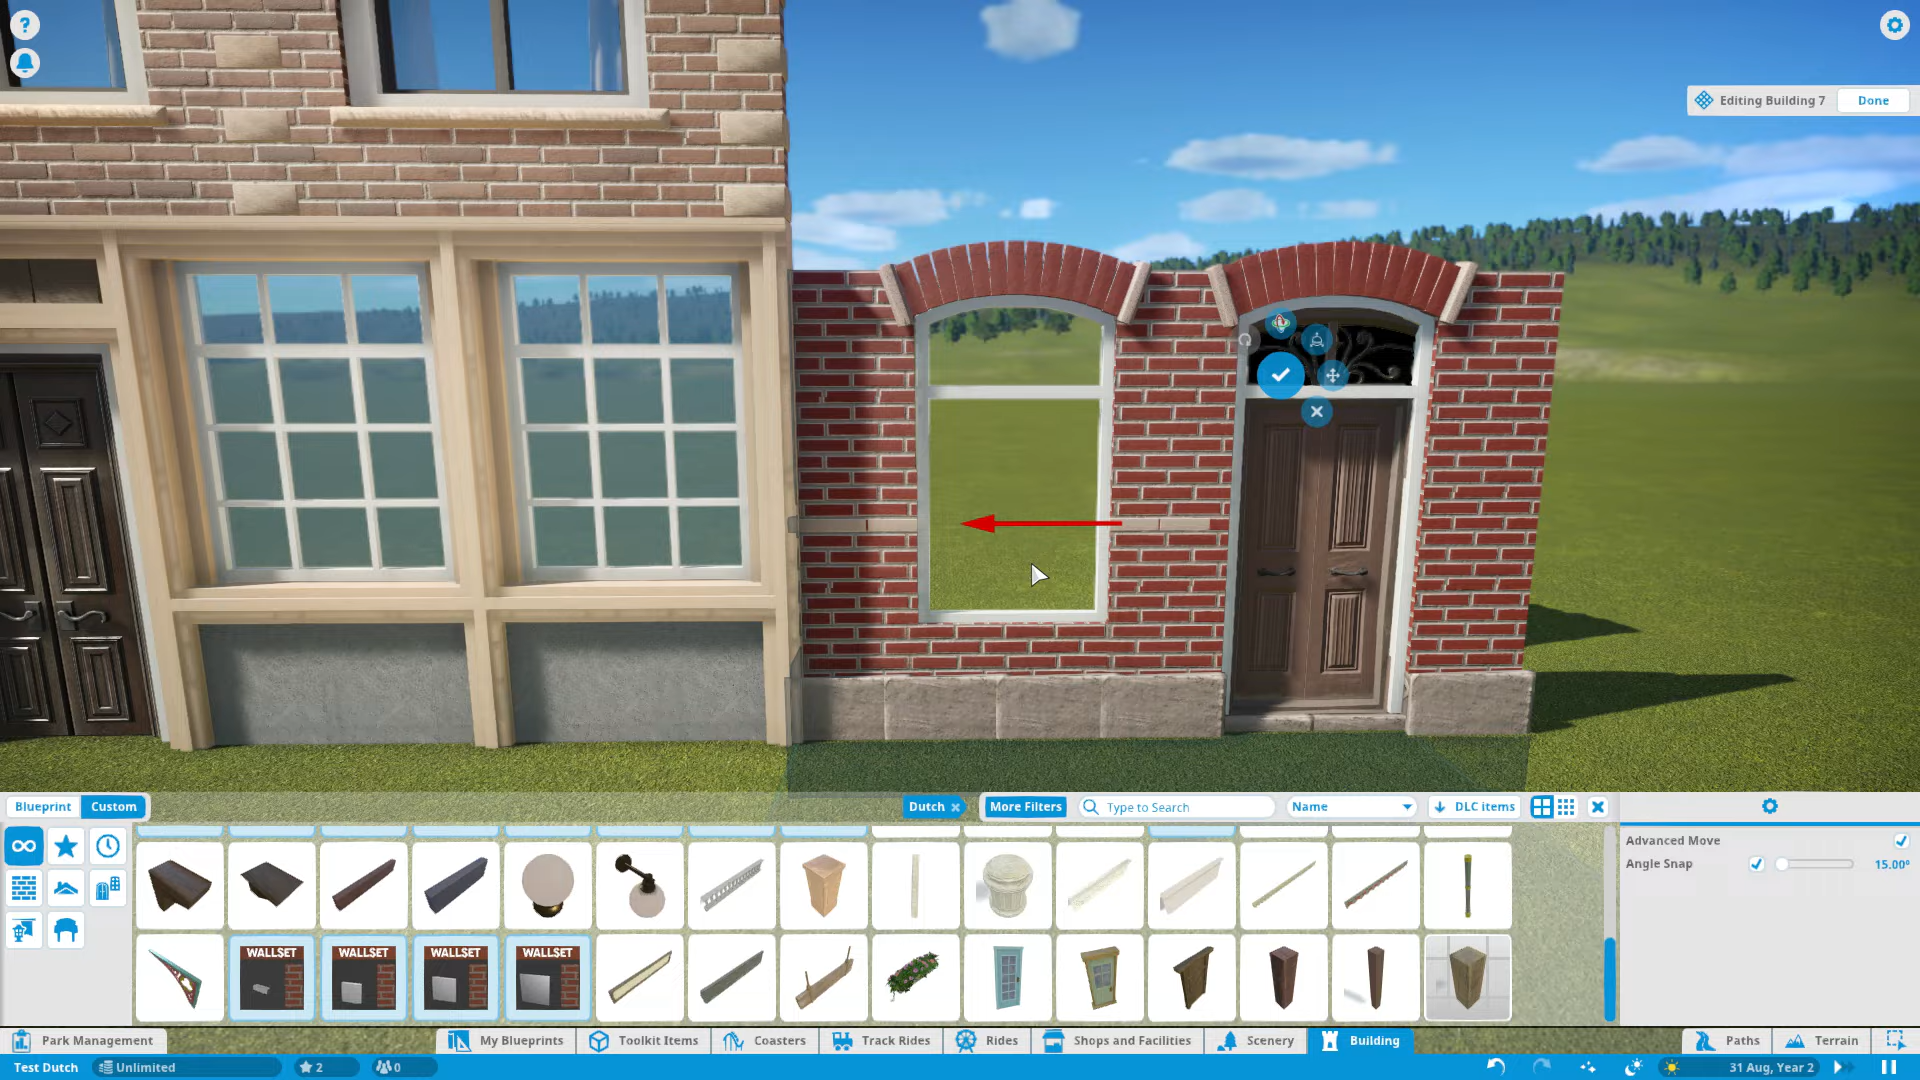 ?
Editing Building 7
Done
Blueprint
Custom
Dutch
More Filters
Type to Search
Name
DLC items
Advanced Move
Angle Snap
15.00°
WALLSET
WALLSET
WALLSET
WALLSET
Park Management
My Blueprints
Toolkit Items
Coasters
Track Rides
Rides
Shops and Facilities
Scenery
Building
Paths
Terrain
Test Dutch
Unlimited
2
0
31 Aug, Year 2